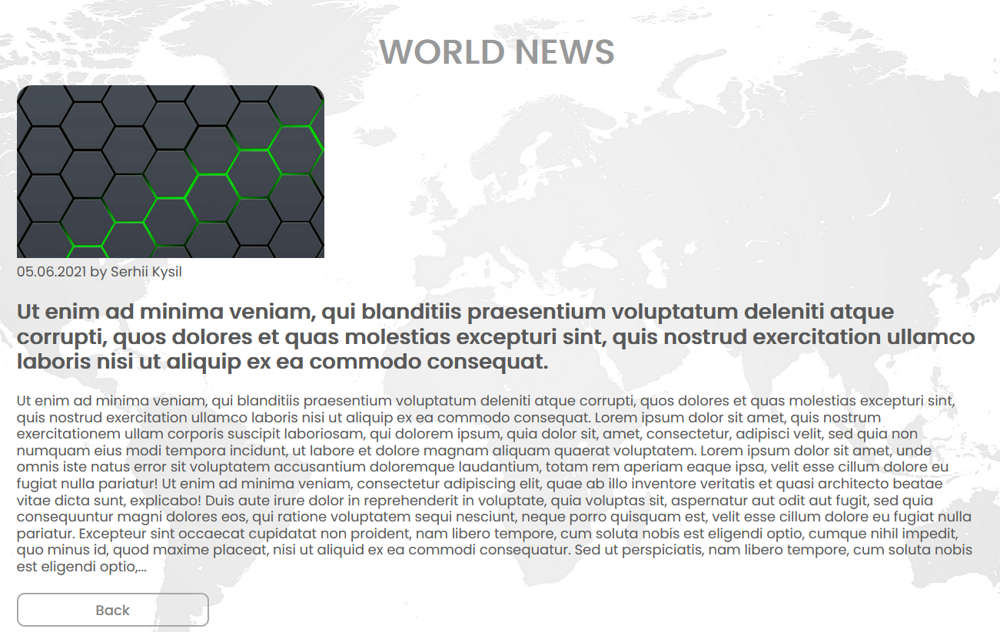 WORLD NEWS
05.06.2021 by Serhii Kysil
Ut enim ad minima veniam, qui blanditiis praesentium voluptatum deleniti atque
corrupti, quos dolores et quas molestias excepturi sint, quis nostrud exercitation ullamco
laboris nisi ut aliquip ex ea commodo consequat.
Ut enim ad minima veniam, qui blanditiis praesentium voluptatum deleniti atque corrupti, quos dolores et quas molestias excepturi sint,
quis nostrud exercitation ullamco laboris nisi ut aliquip ex ea commodo consequat. Lorem ipsum dolor sit amet, quis nostrum
exercitationem ullam corporis suscipit laboriosam, qui dolorem ipsum, quia dolor sit, amet, consectetur, adipisci velit, sed quia non
numquam eius modi tempora incidunt, ut labore et dolore magnam aliquam quaerat voluptatem. Lorem ipsum dolor sit amet, unde
omnis iste natus error sit voluptatem accusantium doloremque laudantium, totam rem aperiam eaque ipsa, velit esse cillum dolore eu
fugiat nulla pariatur! Ut enim ad minima veniam, consectetur adipiscing elit, quae ab illo inventore veritatis et quasi architecto beatae
vitae dicta sunt, explicabo! Duis aute irure dolor in reprehenderit in voluptate, quia voluptas sit, aspernatur aut odit aut fugit, sed quia
consequuntur magni dolores eos, qui ratione voluptatem sequi nesciunt, neque porro quisquam est, velit esse cillum dolore eu fugiat nulla
pariatur. Excepteur sint occaecat cupidatat non proident, nam libero tempore, cum soluta nobis est eligendi optio, cumque nihil impedit,
quo minus id, quod maxime placeat, nisi ut aliquid ex ea commodi consequatur. Sed ut perspiciatis, nam libero tempore, cum soluta nobis
est eligendi optio,...
Back